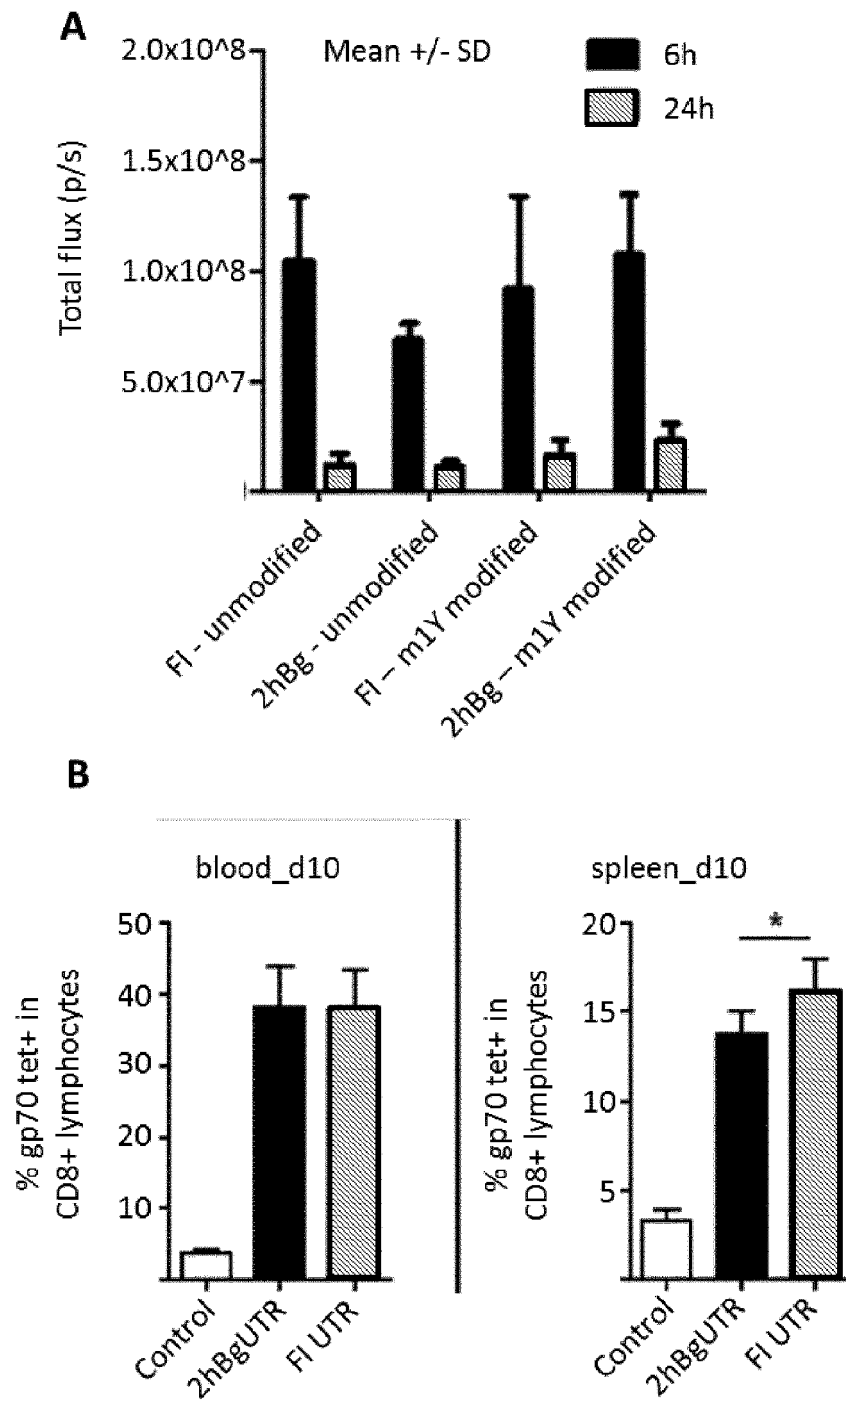 A
2.0x10^8
Mean +/- SD
6h
24h
1.5x10^8
1.0x10^8
5.0x10^7
Total flux (p/s)
FI - unmodified
2hBg - unmodified
FI – m1Y modified
2hBg – m1Y modified
B
blood_d10
50
40
30
20
10
% gp70 tet+ in
CD8+ lymphocytes
Control
2hBgUTR
FI UTR
spleen_d10
20
*
15
10
5
% gp70 tet+ in
CD8+ lymphocytes
Control
2hBgUTR
FI UTR